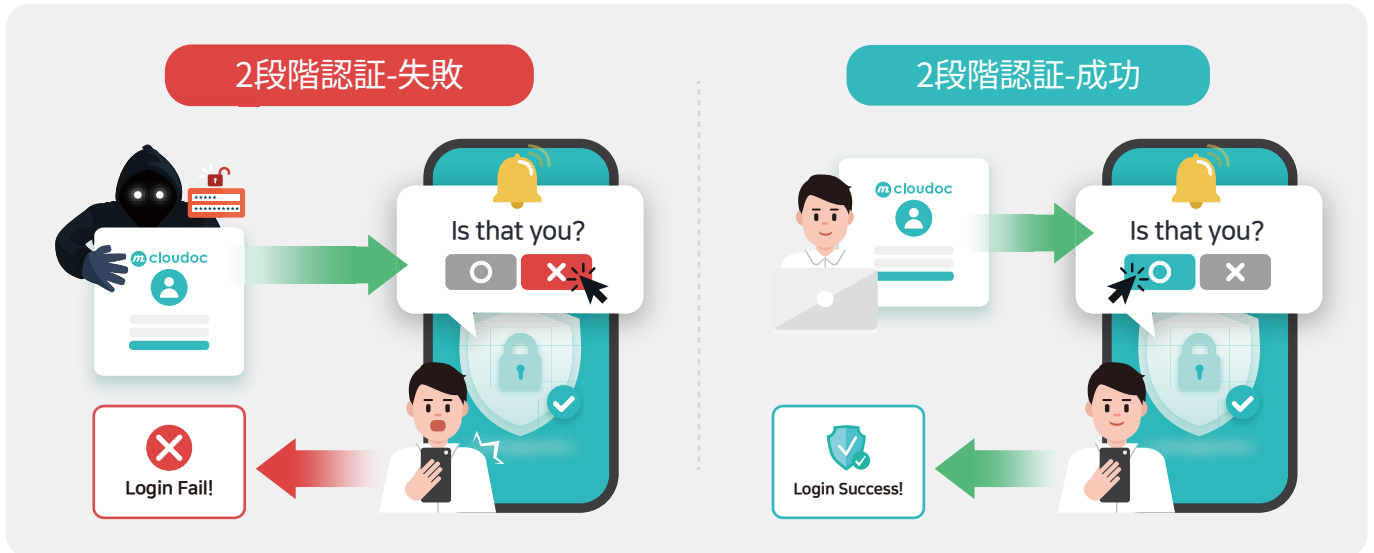 2段階認証-失敗
*****
**********
m cloudoc
Is that you?
Login Fail!
2段階認証-成功
m cloudoc
Is that you?
Login Success!